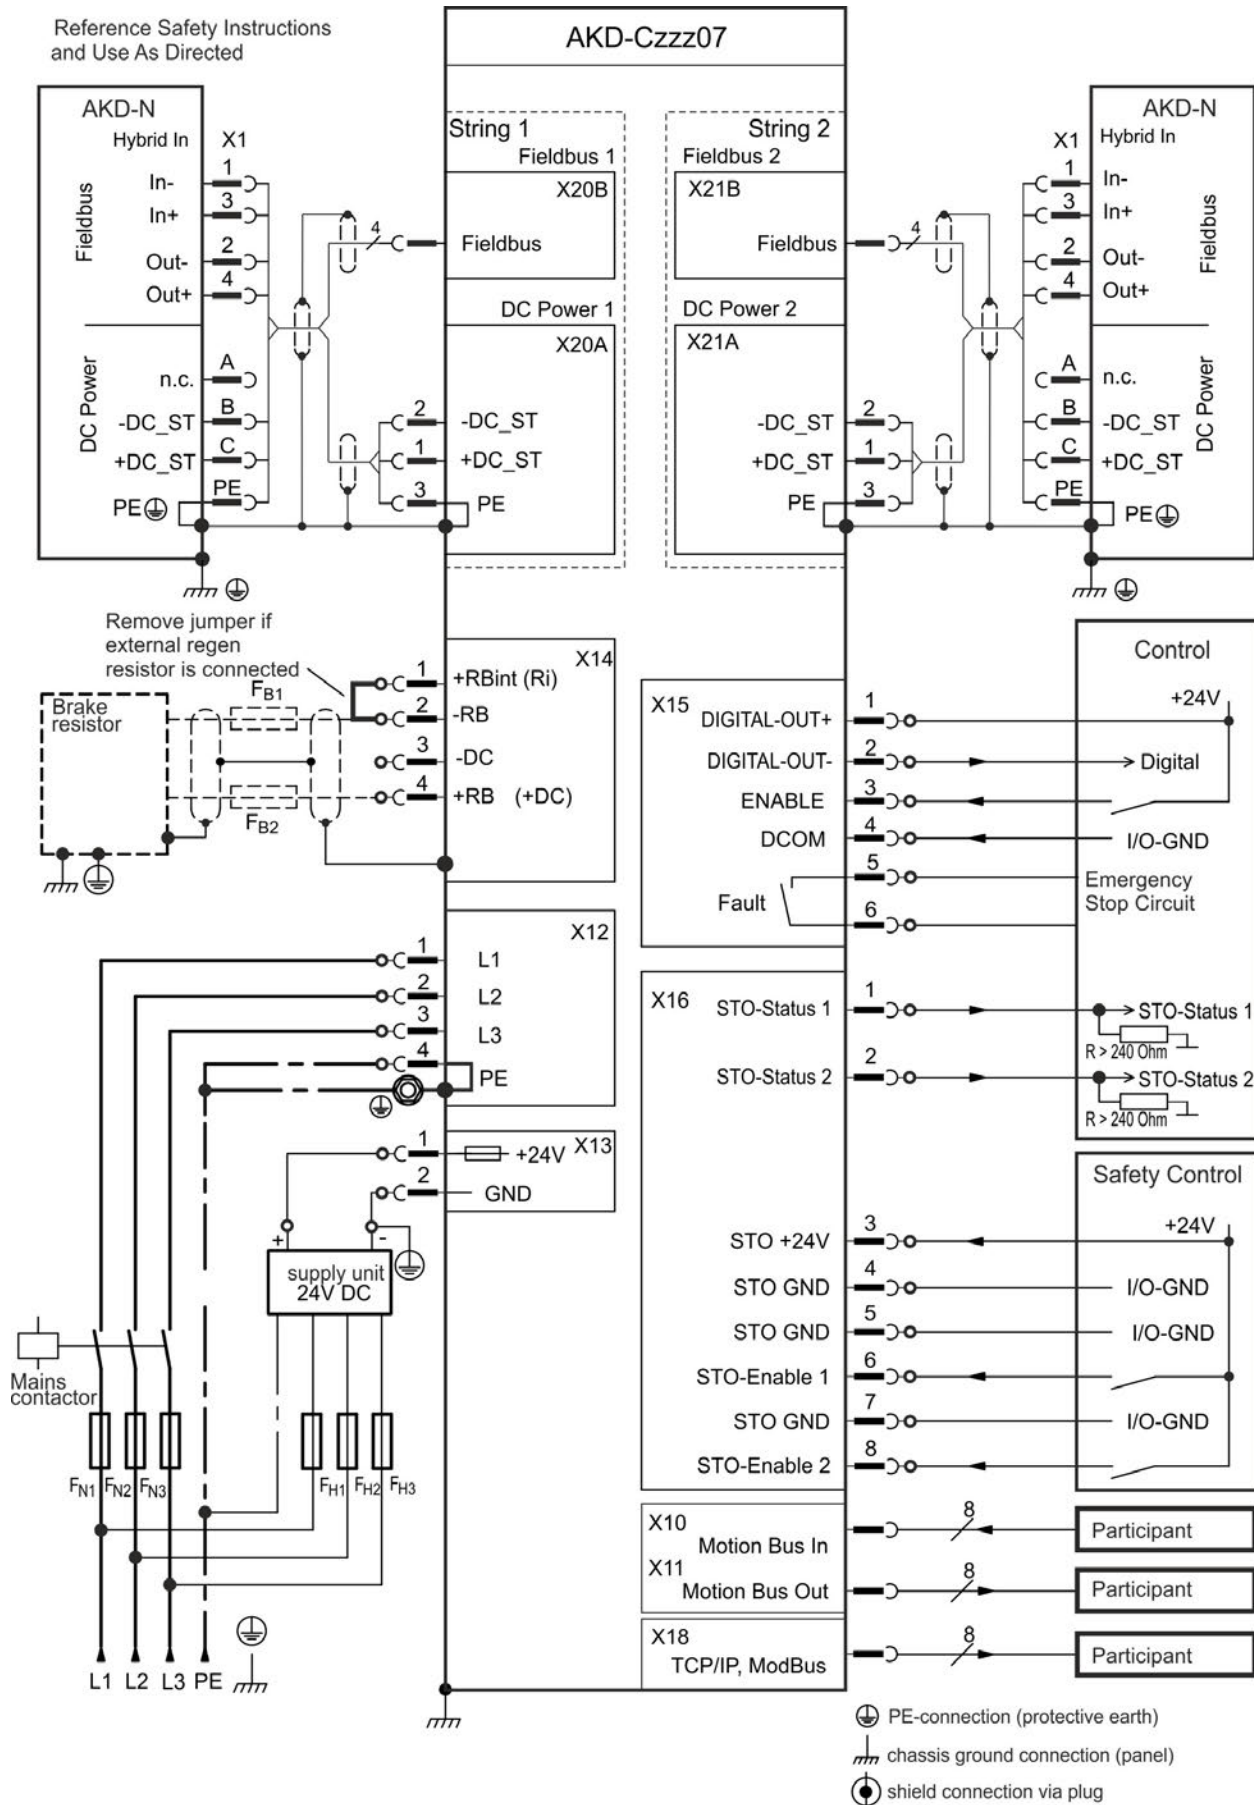 Reference Safety Instructions
and Use As Directed
AKD-Czzz07
AKD-N
Hybrid In
X1
Fieldbus
In-
1
In+
3
Out-
2
Out+
4
DC Power
n.c.
A
-DC_ST
B
+DC_ST
C
PE
PE
String 1
Fieldbus 1
X20B
4
Fieldbus
DC Power 1
X20A
2
-DC_ST
1
+DC_ST
3
PE
String 2
Fieldbus 2
X21B
Fieldbus
4
DC Power 2
X21A
-DC_ST
2
+DC_ST
1
PE
3
AKD-N
X1
Hybrid In
1
In-
3
In+
2
Out-
4
Out+
Fieldbus
A
n.c.
B
-DC_ST
C
+DC_ST
PE
PE
DC Power
Remove jumper if
external regen
resistor is connected
Brake
resistor
FB1
FB2
X14
1
+RBint (Ri)
2
-RB
3
-DC
4
+RB (+DC)
X12
1
L1
2
L2
3
L3
4
PE
X13
1
+24V
2
GND
+
-
supply unit
24V DC
Mains
contactor
FN1
FN2
FN3
FH1
FH2
FH3
L1 L2 L3 PE
X15
DIGITAL-OUT+
1
DIGITAL-OUT-
2
ENABLE
3
DCOM
4
5
Fault
6
Control
+24V
Digital
I/O-GND
Emergency
Stop Circuit
X16
STO-Status 1
1
STO-Status 1
R > 240 Ohm
STO-Status 2
2
STO-Status 2
R > 240 Ohm
Safety Control
STO +24V
3
+24V
STO GND
4
I/O-GND
STO GND
5
I/O-GND
STO-Enable 1
6
STO GND
7
I/O-GND
STO-Enable 2
8
X10
Motion Bus In
8
Participant
X11
Motion Bus Out
8
Participant
X18
TCP/IP, ModBus
8
Participant
PE-connection (protective earth)
chassis ground connection (panel)
shield connection via plug